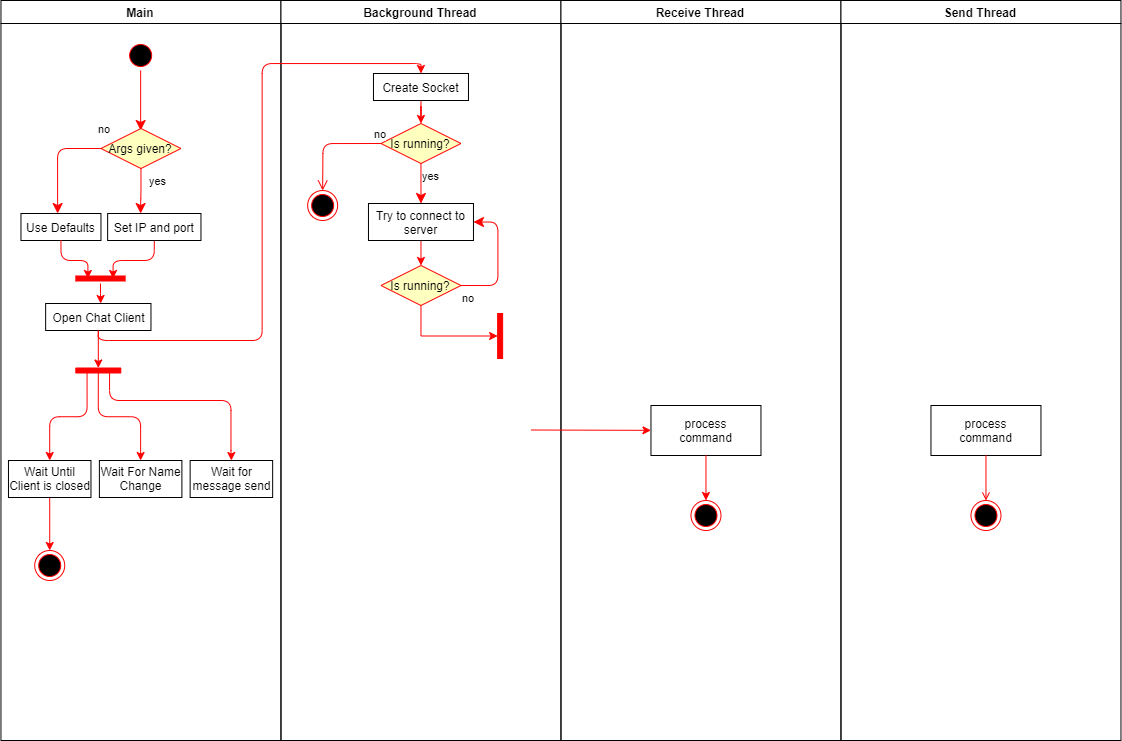 Main
Background Thread
Receive Thread
Send Thread
no
Args given?
yes
Use Defaults
Set IP and port
Open Chat Client
Wait Until
Client is closed
Wait For Name
Change
Wait for
message send
Create Socket
no
Is running?
yes
Try to connect to
server
Is running?
no
process
command
process
command